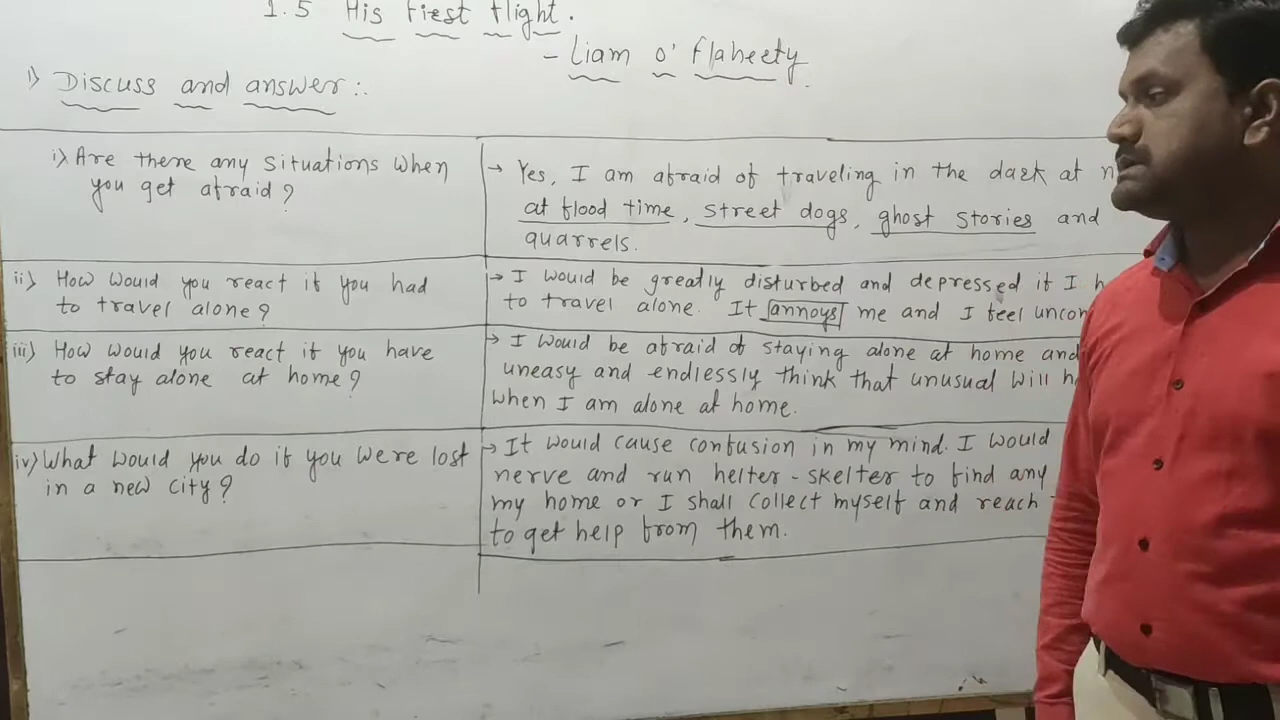 1.5 His First Flight.
- Liam O' Flaherty.
i) Discuss and answer:.
i) Are there any situations when
you get afraid?
→ Yes, I am afraid of traveling in the dark at
at flood time, street dogs, ghost stories and
quarrels.
ii) How would you react if you had
to travel alone?
→ I would be greatly disturbed and depressed if I
to travel alone. It annoys me and I feel
iii) How would you react if you have
to stay alone at home?
→ I would be afraid of staying alone at home and
uneasy and endlessly think that unusual will
when I am alone at home.
iv) What would you do if you were lost
in a new city?
→ It would cause confusion in my mind. I would
nerve and run helter-skelter to find any
my home or I shall collect myself and reach
to get help from them.